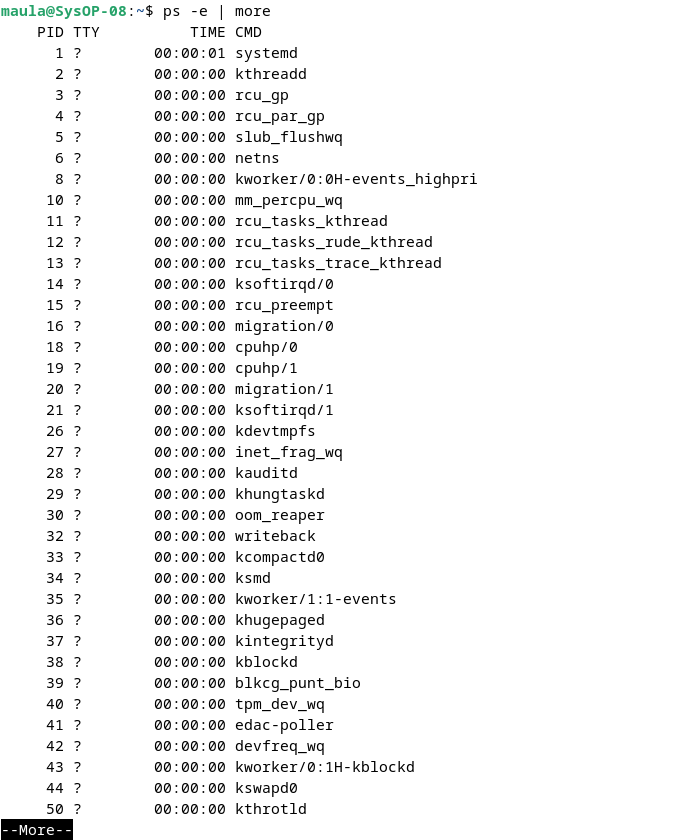 maula@SysOP-08:~$ ps -e | more
    PID TTY          TIME CMD
      1 ?        00:00:01 systemd
      2 ?        00:00:00 kthreadd
      3 ?        00:00:00 rcu_gp
      4 ?        00:00:00 rcu_par_gp
      5 ?        00:00:00 slub_flushwq
      6 ?        00:00:00 netns
      8 ?        00:00:00 kworker/0:0H-events_highpri
     10 ?        00:00:00 mm_percpu_wq
     11 ?        00:00:00 rcu_tasks_kthread
     12 ?        00:00:00 rcu_tasks_rude_kthread
     13 ?        00:00:00 rcu_tasks_trace_kthread
     14 ?        00:00:00 ksoftirqd/0
     15 ?        00:00:00 rcu_preempt
     16 ?        00:00:00 migration/0
     18 ?        00:00:00 cpuhp/0
     19 ?        00:00:00 cpuhp/1
     20 ?        00:00:00 migration/1
     21 ?        00:00:00 ksoftirqd/1
     26 ?        00:00:00 kdevtmpfs
     27 ?        00:00:00 inet_frag_wq
     28 ?        00:00:00 kauditd
     29 ?        00:00:00 khungtaskd
     30 ?        00:00:00 oom_reaper
     32 ?        00:00:00 writeback
     33 ?        00:00:00 kcompactd0
     34 ?        00:00:00 ksmd
     35 ?        00:00:00 kworker/1:1-events
     36 ?        00:00:00 khugepaged
     37 ?        00:00:00 kintegrityd
     38 ?        00:00:00 kblockd
     39 ?        00:00:00 blkcg_punt_bio
     40 ?        00:00:00 tpm_dev_wq
     41 ?        00:00:00 edac-poller
     42 ?        00:00:00 devfreq_wq
     43 ?        00:00:00 kworker/0:1H-kblockd
     44 ?        00:00:00 kswapd0
     50 ?        00:00:00 kthrotld
--More--